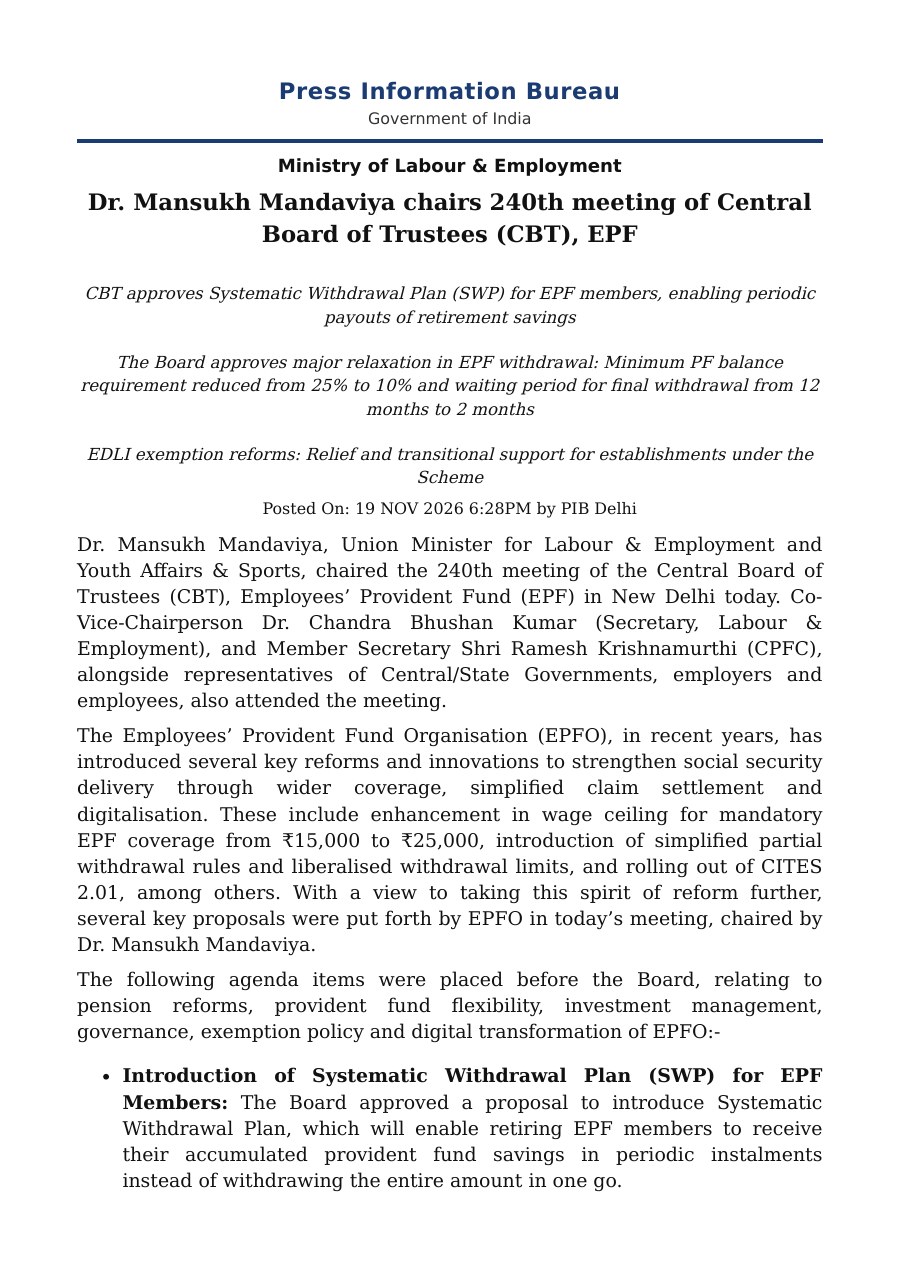 Press Information Bureau
Government of India
Ministry of Labour & Employment
Dr. Mansukh Mandaviya chairs 240th meeting of Central
Board of Trustees (CBT), EPF
CBT approves Systematic Withdrawal Plan (SWP) for EPF members, enabling periodic
payouts of retirement savings
The Board approves major relaxation in EPF withdrawal: Minimum PF balance
requirement reduced from 25% to 10% and waiting period for final withdrawal from 12
months to 2 months
EDLI exemption reforms: Relief and transitional support for establishments under the
Scheme
Posted On: 19 NOV 2026 6:28PM by PIB Delhi
Dr. Mansukh Mandaviya, Union Minister for Labour & Employment and
Youth Affairs & Sports, chaired the 240th meeting of the Central Board of
Trustees (CBT), Employees’ Provident Fund (EPF) in New Delhi today. Co-
Vice-Chairperson Dr. Chandra Bhushan Kumar (Secretary, Labour &
Employment), and Member Secretary Shri Ramesh Krishnamurthi (CPFC),
alongside representatives of Central/State Governments, employers and
employees, also attended the meeting.
The Employees’ Provident Fund Organisation (EPFO), in recent years, has
introduced several key reforms and innovations to strengthen social security
delivery through wider coverage, simplified claim settlement and
digitalisation. These include enhancement in wage ceiling for mandatory
EPF coverage from ₹15,000 to ₹25,000, introduction of simplified partial
withdrawal rules and liberalised withdrawal limits, and rolling out of CITES
2.01, among others. With a view to taking this spirit of reform further,
several key proposals were put forth by EPFO in today’s meeting, chaired by
Dr. Mansukh Mandaviya.
The following agenda items were placed before the Board, relating to
pension reforms, provident fund flexibility, investment management,
governance, exemption policy and digital transformation of EPFO:-
• Introduction of Systematic Withdrawal Plan (SWP) for EPF
Members: The Board approved a proposal to introduce Systematic
Withdrawal Plan, which will enable retiring EPF members to receive
their accumulated provident fund savings in periodic instalments
instead of withdrawing the entire amount in one go.